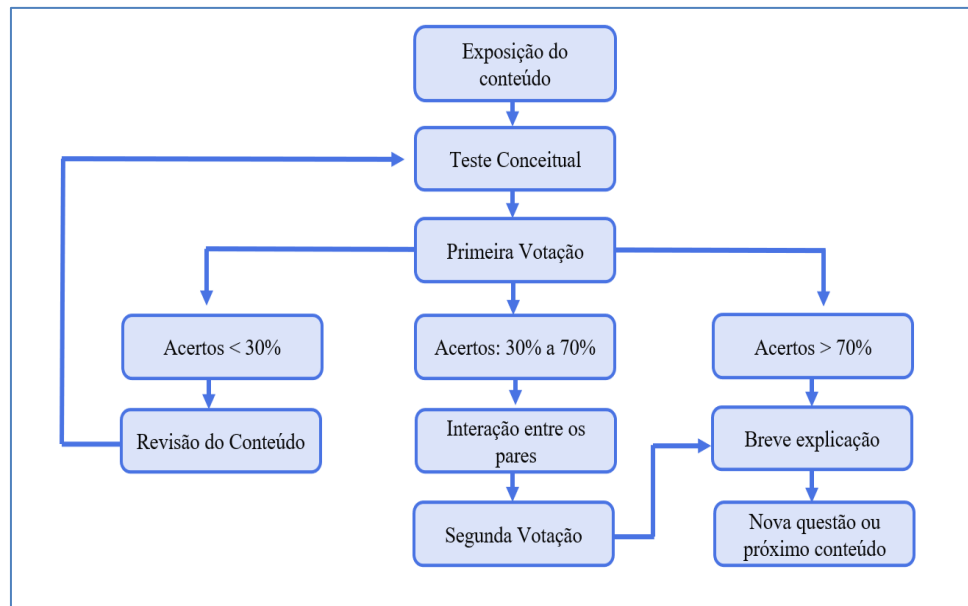 Exposição do
conteúdo
Teste Conceitual
Primeira Votação
Acertos < 30%
Acertos: 30% a 70%
Acertos > 70%
Revisão do Conteúdo
Interação entre os
pares
Breve explicação
Segunda Votação
Nova questão ou
próximo conteúdo